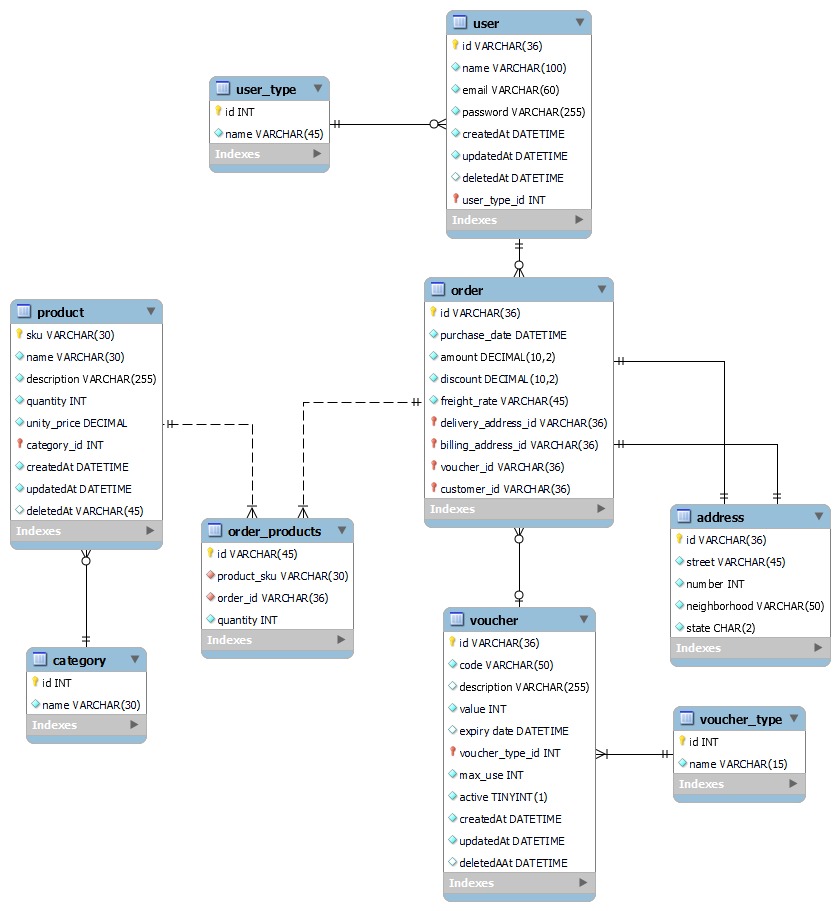 user
id VARCHAR(36)
name VARCHAR(100)
email VARCHAR(60)
password VARCHAR(255)
createdAt DATETIME
updatedAt DATETIME
deletedAt DATETIME
user_type_id INT
Indexes
user_type
id INT
name VARCHAR(45)
Indexes
order
id VARCHAR(36)
purchase_date DATETIME
amount DECIMAL(10,2)
discount DECIMAL(10,2)
freight_rate VARCHAR(45)
delivery_address_id VARCHAR(36)
billing_address_id VARCHAR(36)
voucher_id VARCHAR(36)
customer_id VARCHAR(36)
Indexes
product
sku VARCHAR(30)
name VARCHAR(30)
description VARCHAR(255)
quantity INT
unity_price DECIMAL
category_id INT
createdAt DATETIME
updatedAt DATETIME
deletedAt VARCHAR(45)
Indexes
order_products
id VARCHAR(45)
product_sku VARCHAR(30)
order_id VARCHAR(36)
quantity INT
Indexes
address
id VARCHAR(36)
street VARCHAR(45)
number INT
neighborhood VARCHAR(50)
state CHAR(2)
Indexes
category
id INT
name VARCHAR(30)
Indexes
voucher
id VARCHAR(36)
code VARCHAR(50)
description VARCHAR(255)
value INT
expiry date DATETIME
voucher_type_id INT
max_use INT
active TINYINT(1)
createdAt DATETIME
updatedAt DATETIME
deletedAAt DATETIME
Indexes
voucher_type
id INT
name VARCHAR(15)
Indexes